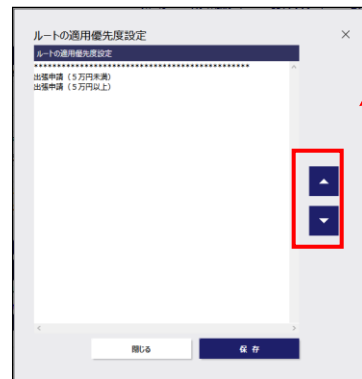 ルートの適用優先度設定
ルートの適用優先度設定
出張申請（５万円未満）
出張申請（５万円以上）
閉じる
保 存